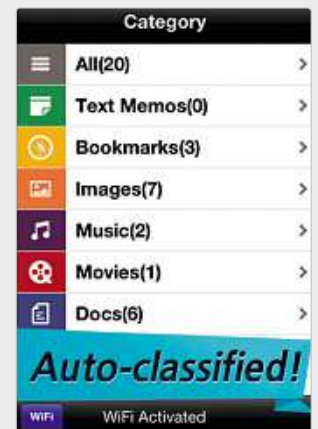 Category
All(20)
Text Memos(0)
Bookmarks(3)
Images(7)
Music(2)
Movies(1)
Docs(6)
Auto-classified!
WiFi WiFi Activated